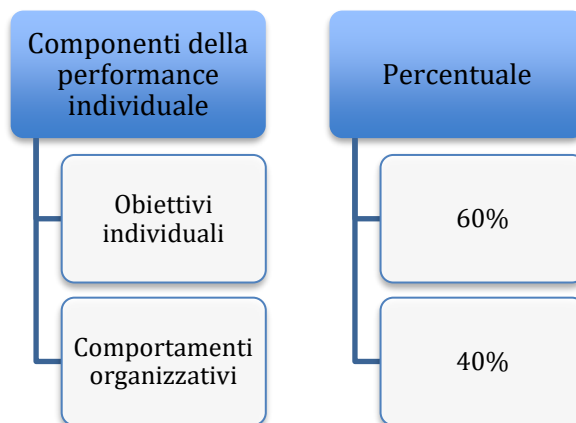 Componenti della
performance
individuale
Percentuale
Obiettivi
individuali
60%
Comportamenti
organizzativi
40%